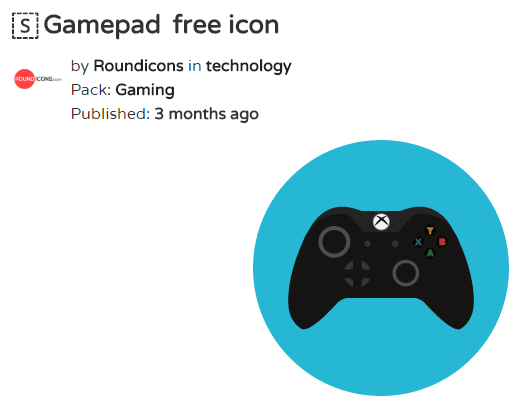 S Gamepad free icon
ROUNDICONS.com
by Roundicons in technology
Pack: Gaming
Published: 3 months ago
Y
X B
A